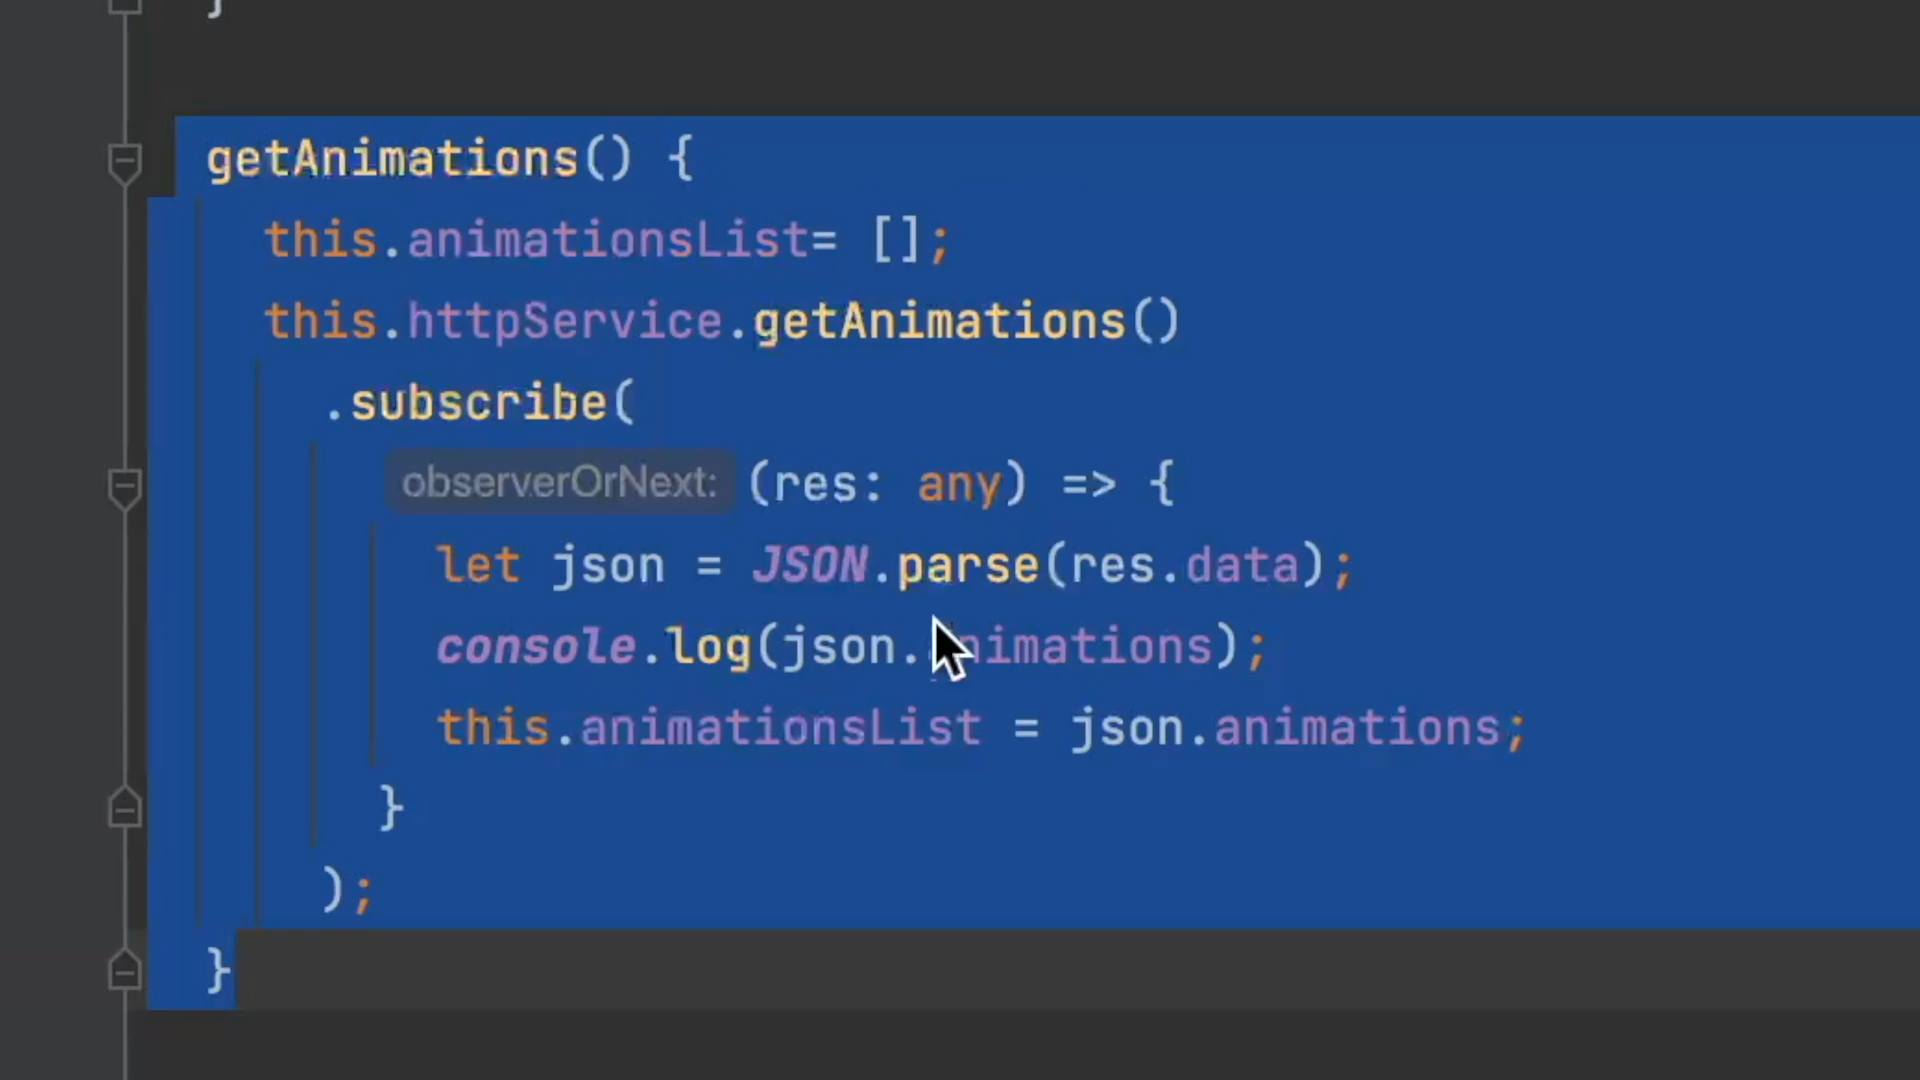 }
getAnimations() {
this.animationsList= [];
this.httpService.getAnimations()
.subscribe(
observerOrNext: (res: any) => {
let json = JSON.parse(res.data);
console.log(json.animations);
this.animationsList = json.animations;
}
);
}